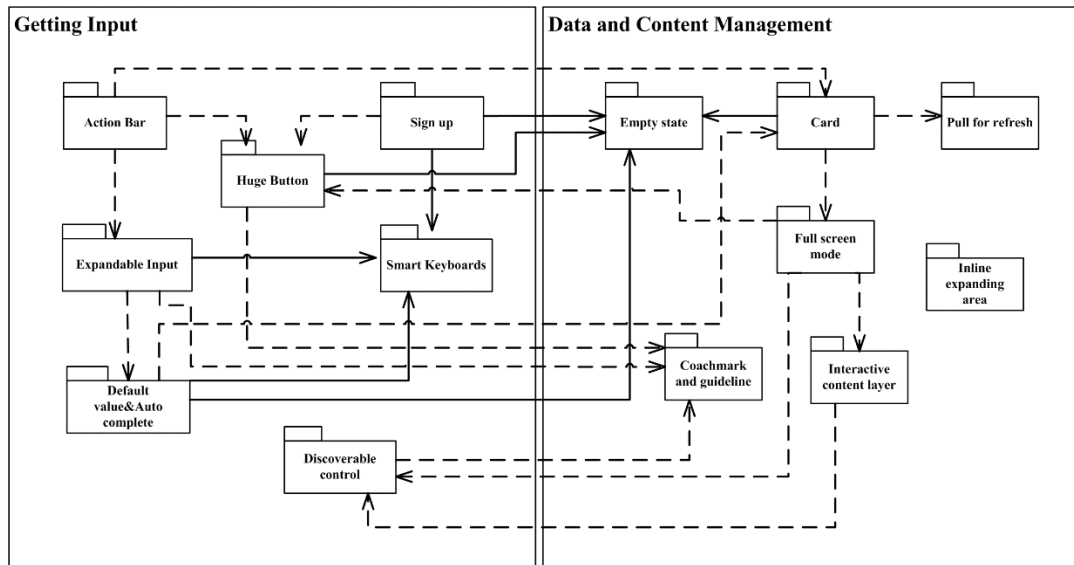 Getting Input
Data and Content Management
Action Bar
Sign up
Empty state
Card
Pull for refresh
Huge Button
Expandable Input
Smart Keyboards
Full screen
mode
Inline
expanding
area
Default
value&Auto
complete
Coachmark
and guideline
Interactive
content layer
Discoverable
control